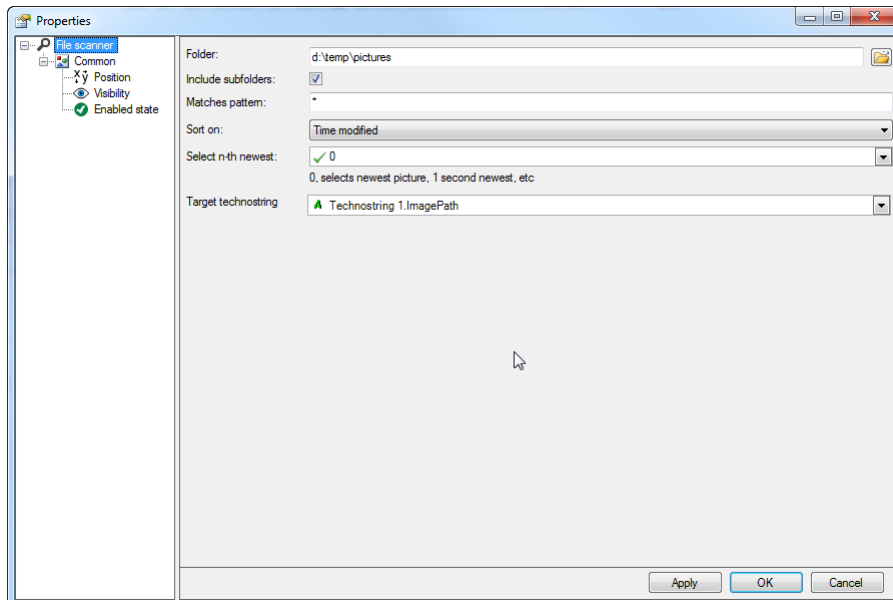 Properties
File scanner
Common
Position
Visibility
Enabled state
Folder: d:\temp\pictures
Include subfolders:
Matches pattern: *
Sort on: Time modified
Select n-th newest: 0
0, selects newest picture, 1 second newest, etc
Target technostring Technostring 1.ImagePath
Apply OK Cancel